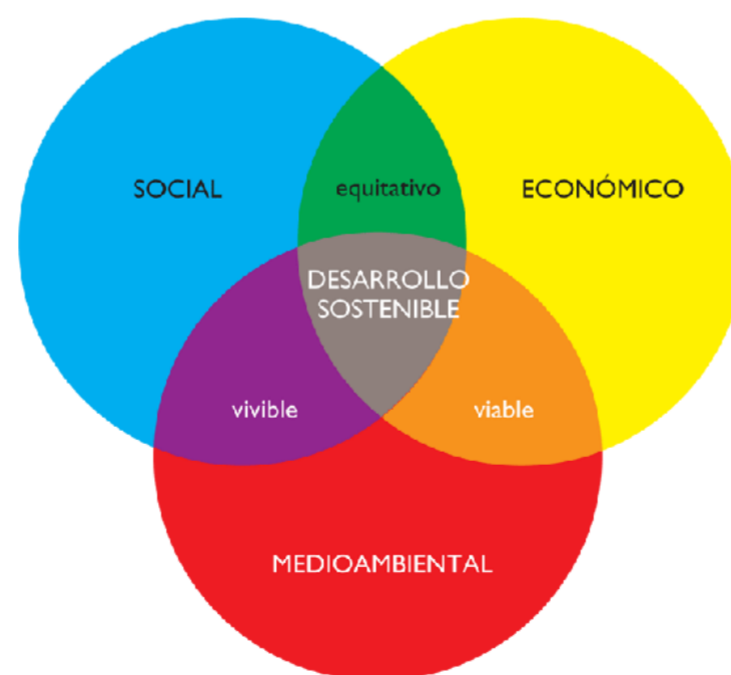 SOCIAL
equitativo
ECONÓMICO
DESARROLLO
SOSTENIBLE
vivible
viable
MEDIOAMBIENTAL